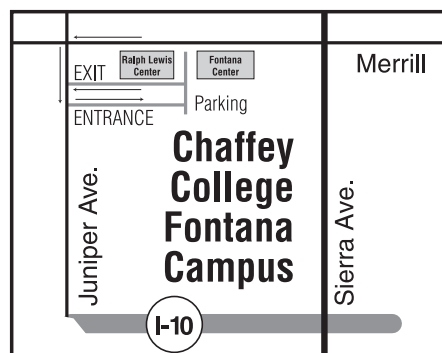 Ralph Lewis
Center
Fontana
Center
Merrill
EXIT
Parking
ENTRANCE
Chaffey
College
Fontana
Campus
Juniper Ave.
Sierra Ave.
I-10